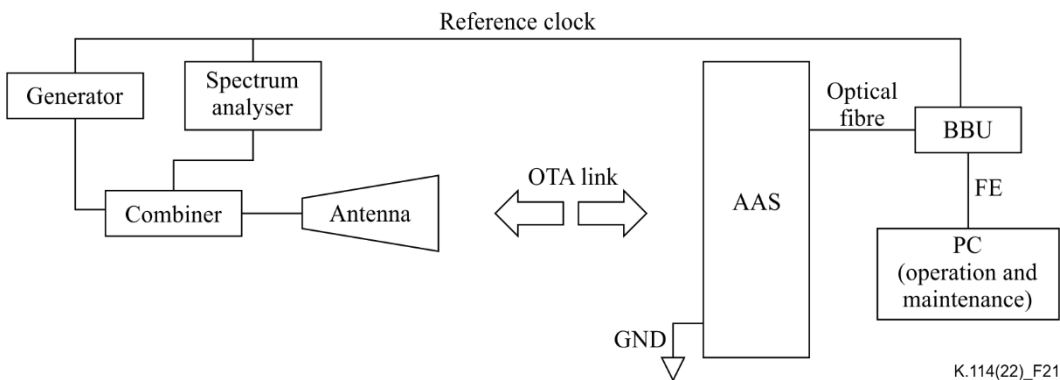 Reference clock
Generator
Spectrum
analyser
Optical
fibre
BBU
OTA link
FE
Combiner
Antenna
AAS
PC
(operation and
maintenance)
GND
K.114(22)_F21